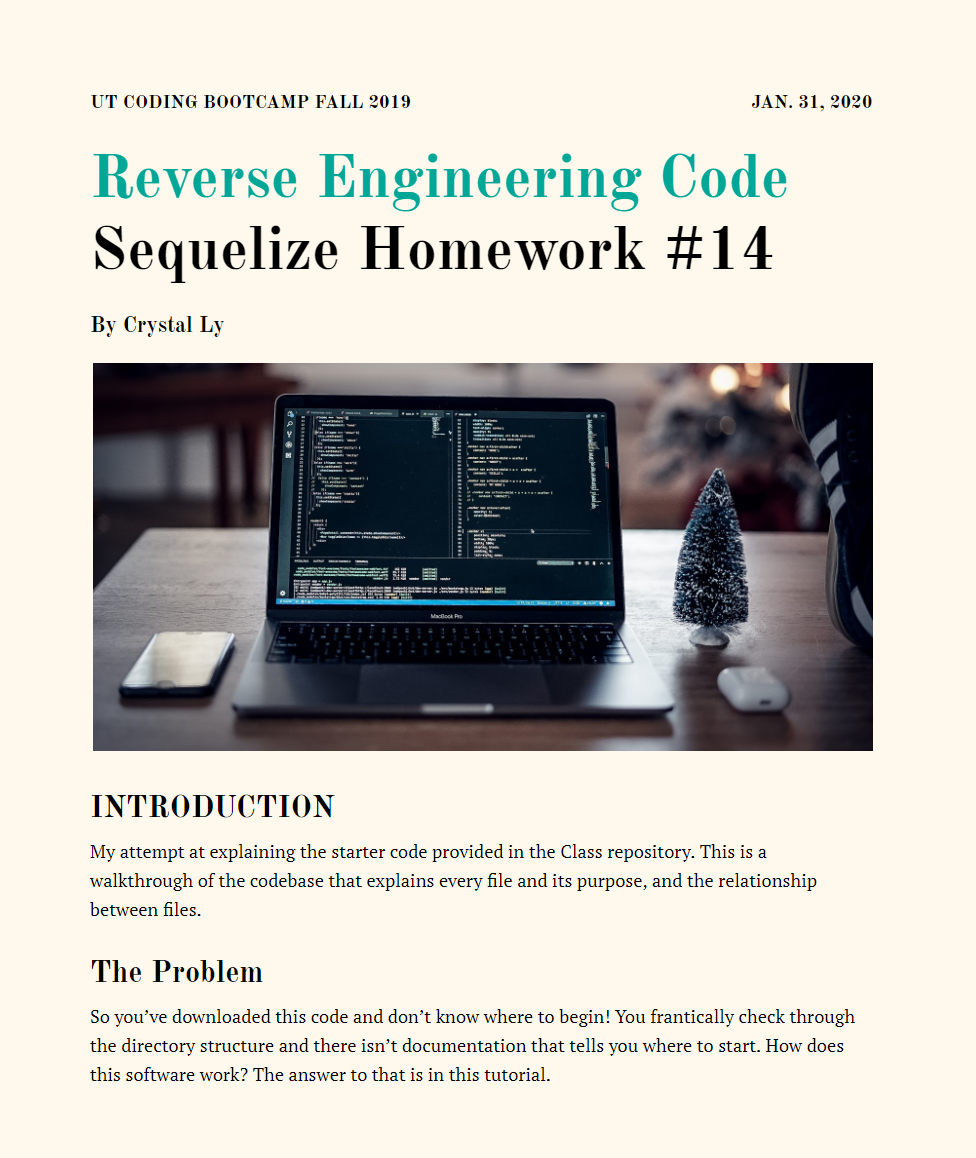 UT CODING BOOTCAMP FALL 2019
JAN. 31, 2020
Reverse Engineering Code
Sequelize Homework #14
By Crystal Ly
MacBook Pro
INTRODUCTION
My attempt at explaining the starter code provided in the Class repository. This is a
walkthrough of the codebase that explains every file and its purpose, and the relationship
between files.
The Problem
So you’ve downloaded this code and don’t know where to begin! You frantically check through
the directory structure and there isn’t documentation that tells you where to start. How does
this software work? The answer to that is in this tutorial.